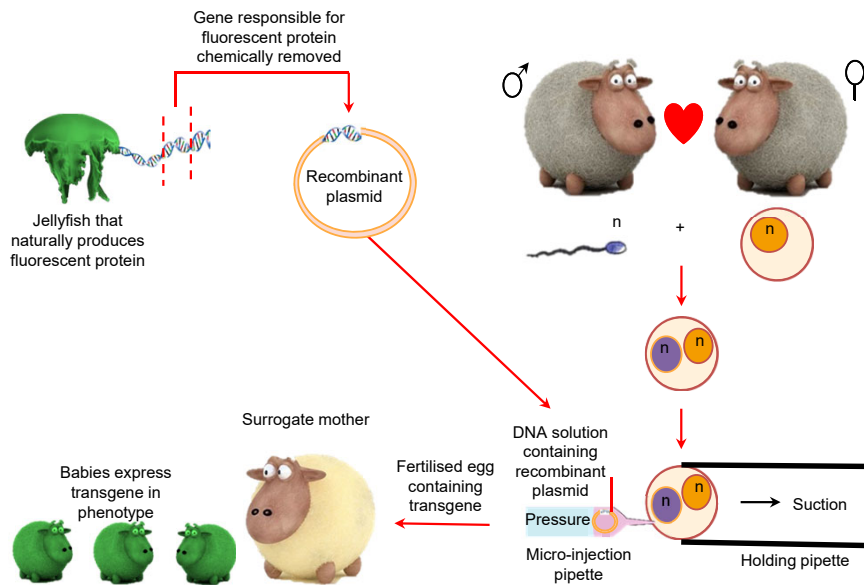 Gene responsible for
fluorescent protein
chemically removed
Recombinant
plasmid
Jellyfish that
naturally produces
fluorescent protein
n
+
n
n
n
Surrogate mother
DNA solution
containing
recombinant
plasmid
Babies express
transgene in
phenotype
Fertilised egg
containing
transgene
Pressure
n
n
Suction
Micro-injection
pipette
Holding pipette